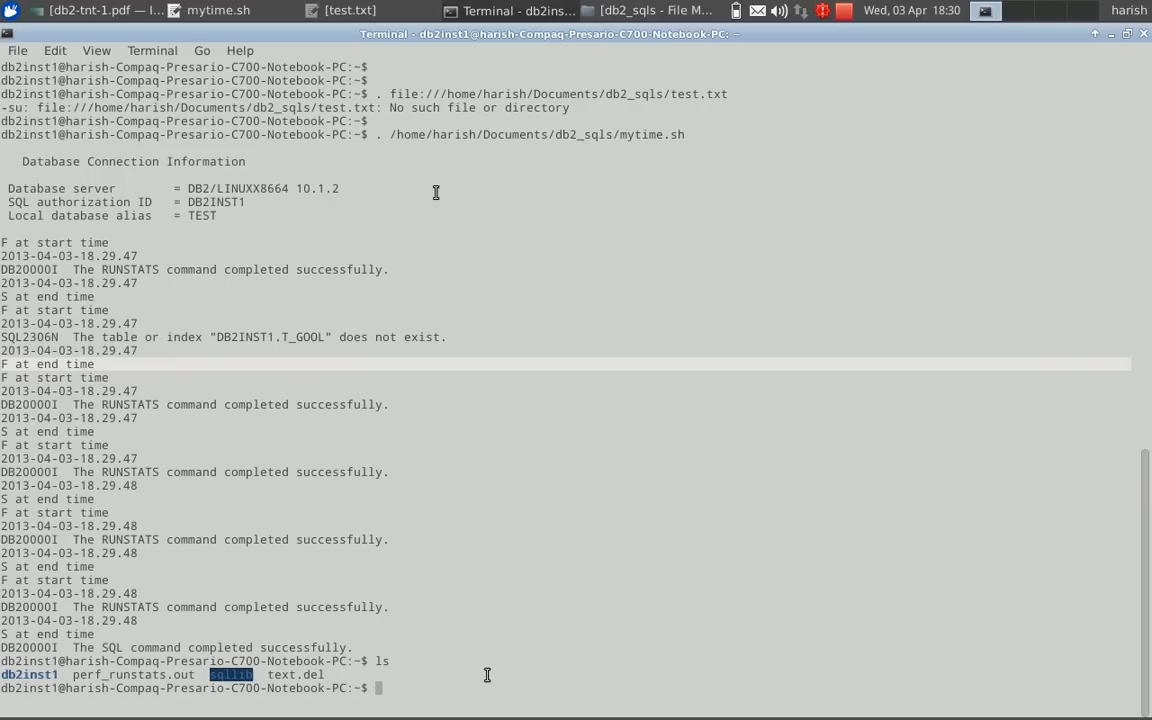 [db2-tnt-1.pdf — I... mytime.sh [test.txt] Terminal - db2ins... [db2_sqls - File M... Wed, 03 Apr 18:30 harish
Terminal - db2inst1@harish-Compaq-Presario-C700-Notebook-PC: ~
File Edit View Terminal Go Help
db2inst1@harish-Compaq-Presario-C700-Notebook-PC:~$
db2inst1@harish-Compaq-Presario-C700-Notebook-PC:~$
db2inst1@harish-Compaq-Presario-C700-Notebook-PC:~$ . file:///home/harish/Documents/db2_sqls/test.txt
-su: file:///home/harish/Documents/db2_sqls/test.txt: No such file or directory
db2inst1@harish-Compaq-Presario-C700-Notebook-PC:~$
db2inst1@harish-Compaq-Presario-C700-Notebook-PC:~$ . /home/harish/Documents/db2_sqls/mytime.sh
Database Connection Information
Database server = DB2/LINUXX8664 10.1.2
SQL authorization ID = DB2INST1
Local database alias = TEST
F at start time
2013-04-03-18.29.47
DB20000I The RUNSTATS command completed successfully.
2013-04-03-18.29.47
S at end time
F at start time
2013-04-03-18.29.47
SQL2306N The table or index "DB2INST1.T_GOOL" does not exist.
2013-04-03-18.29.47
F at end time
F at start time
2013-04-03-18.29.47
DB20000I The RUNSTATS command completed successfully.
2013-04-03-18.29.47
S at end time
F at start time
2013-04-03-18.29.47
DB20000I The RUNSTATS command completed successfully.
2013-04-03-18.29.48
S at end time
F at start time
2013-04-03-18.29.48
DB20000I The RUNSTATS command completed successfully.
2013-04-03-18.29.48
S at end time
F at start time
2013-04-03-18.29.48
DB20000I The RUNSTATS command completed successfully.
2013-04-03-18.29.48
S at end time
DB20000I The SQL command completed successfully.
db2inst1@harish-Compaq-Presario-C700-Notebook-PC:~$ ls
db2inst1 perf_runstats.out sqllib text.del
db2inst1@harish-Compaq-Presario-C700-Notebook-PC:~$